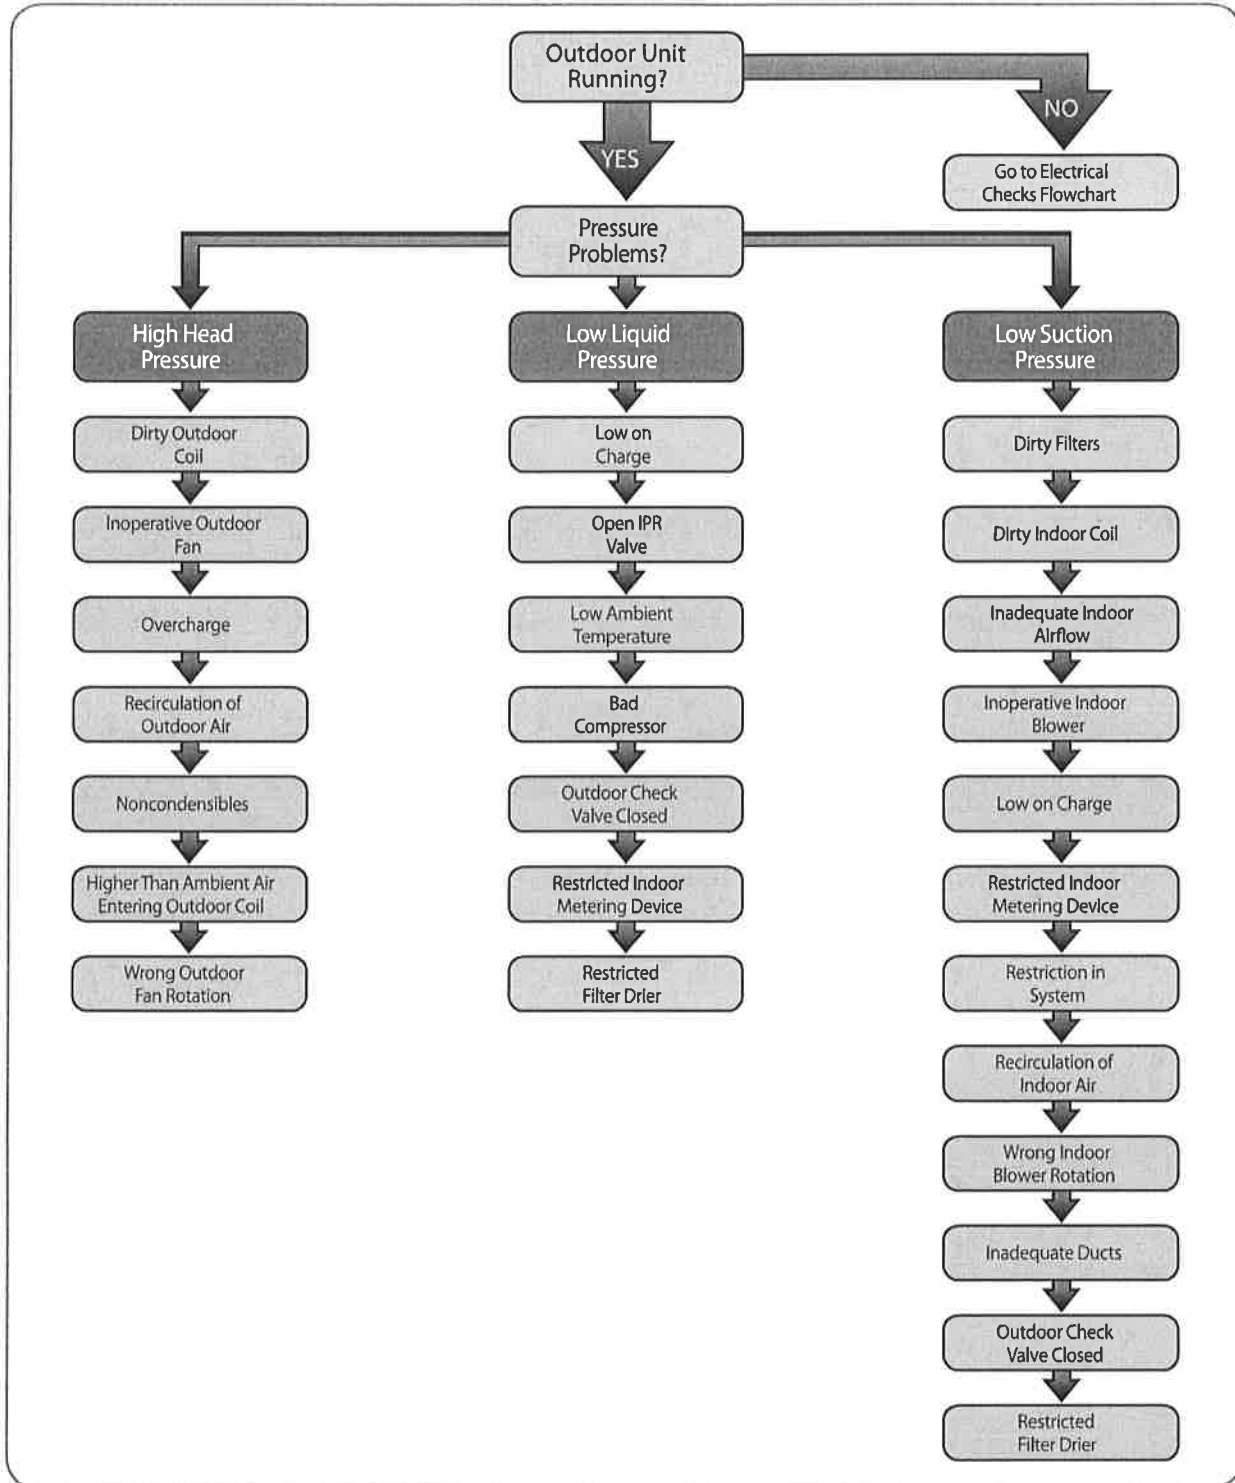 Outdoor Unit
Running?
NO
YES
Go to Electrical
Checks Flowchart
Pressure
Problems?
High Head
Pressure
Dirty Outdoor
Coil
Inoperative Outdoor
Fan
Overcharge
Recirculation of
Outdoor Air
Noncondensibles
Higher Than Ambient Air
Entering Outdoor Coil
Wrong Outdoor
Fan Rotation
Low Liquid
Pressure
Low on
Charge
Open IPR
Valve
Low Ambient
Temperature
Bad
Compressor
Outdoor Check
Valve Closed
Restricted Indoor
Metering Device
Restricted
Filter Drier
Low Suction
Pressure
Dirty Filters
Dirty Indoor Coil
Inadequate Indoor
Airflow
Inoperative Indoor
Blower
Low on Charge
Restricted Indoor
Metering Device
Restriction in
System
Recirculation of
Indoor Air
Wrong Indoor
Blower Rotation
Inadequate Ducts
Outdoor Check
Valve Closed
Restricted
Filter Drier